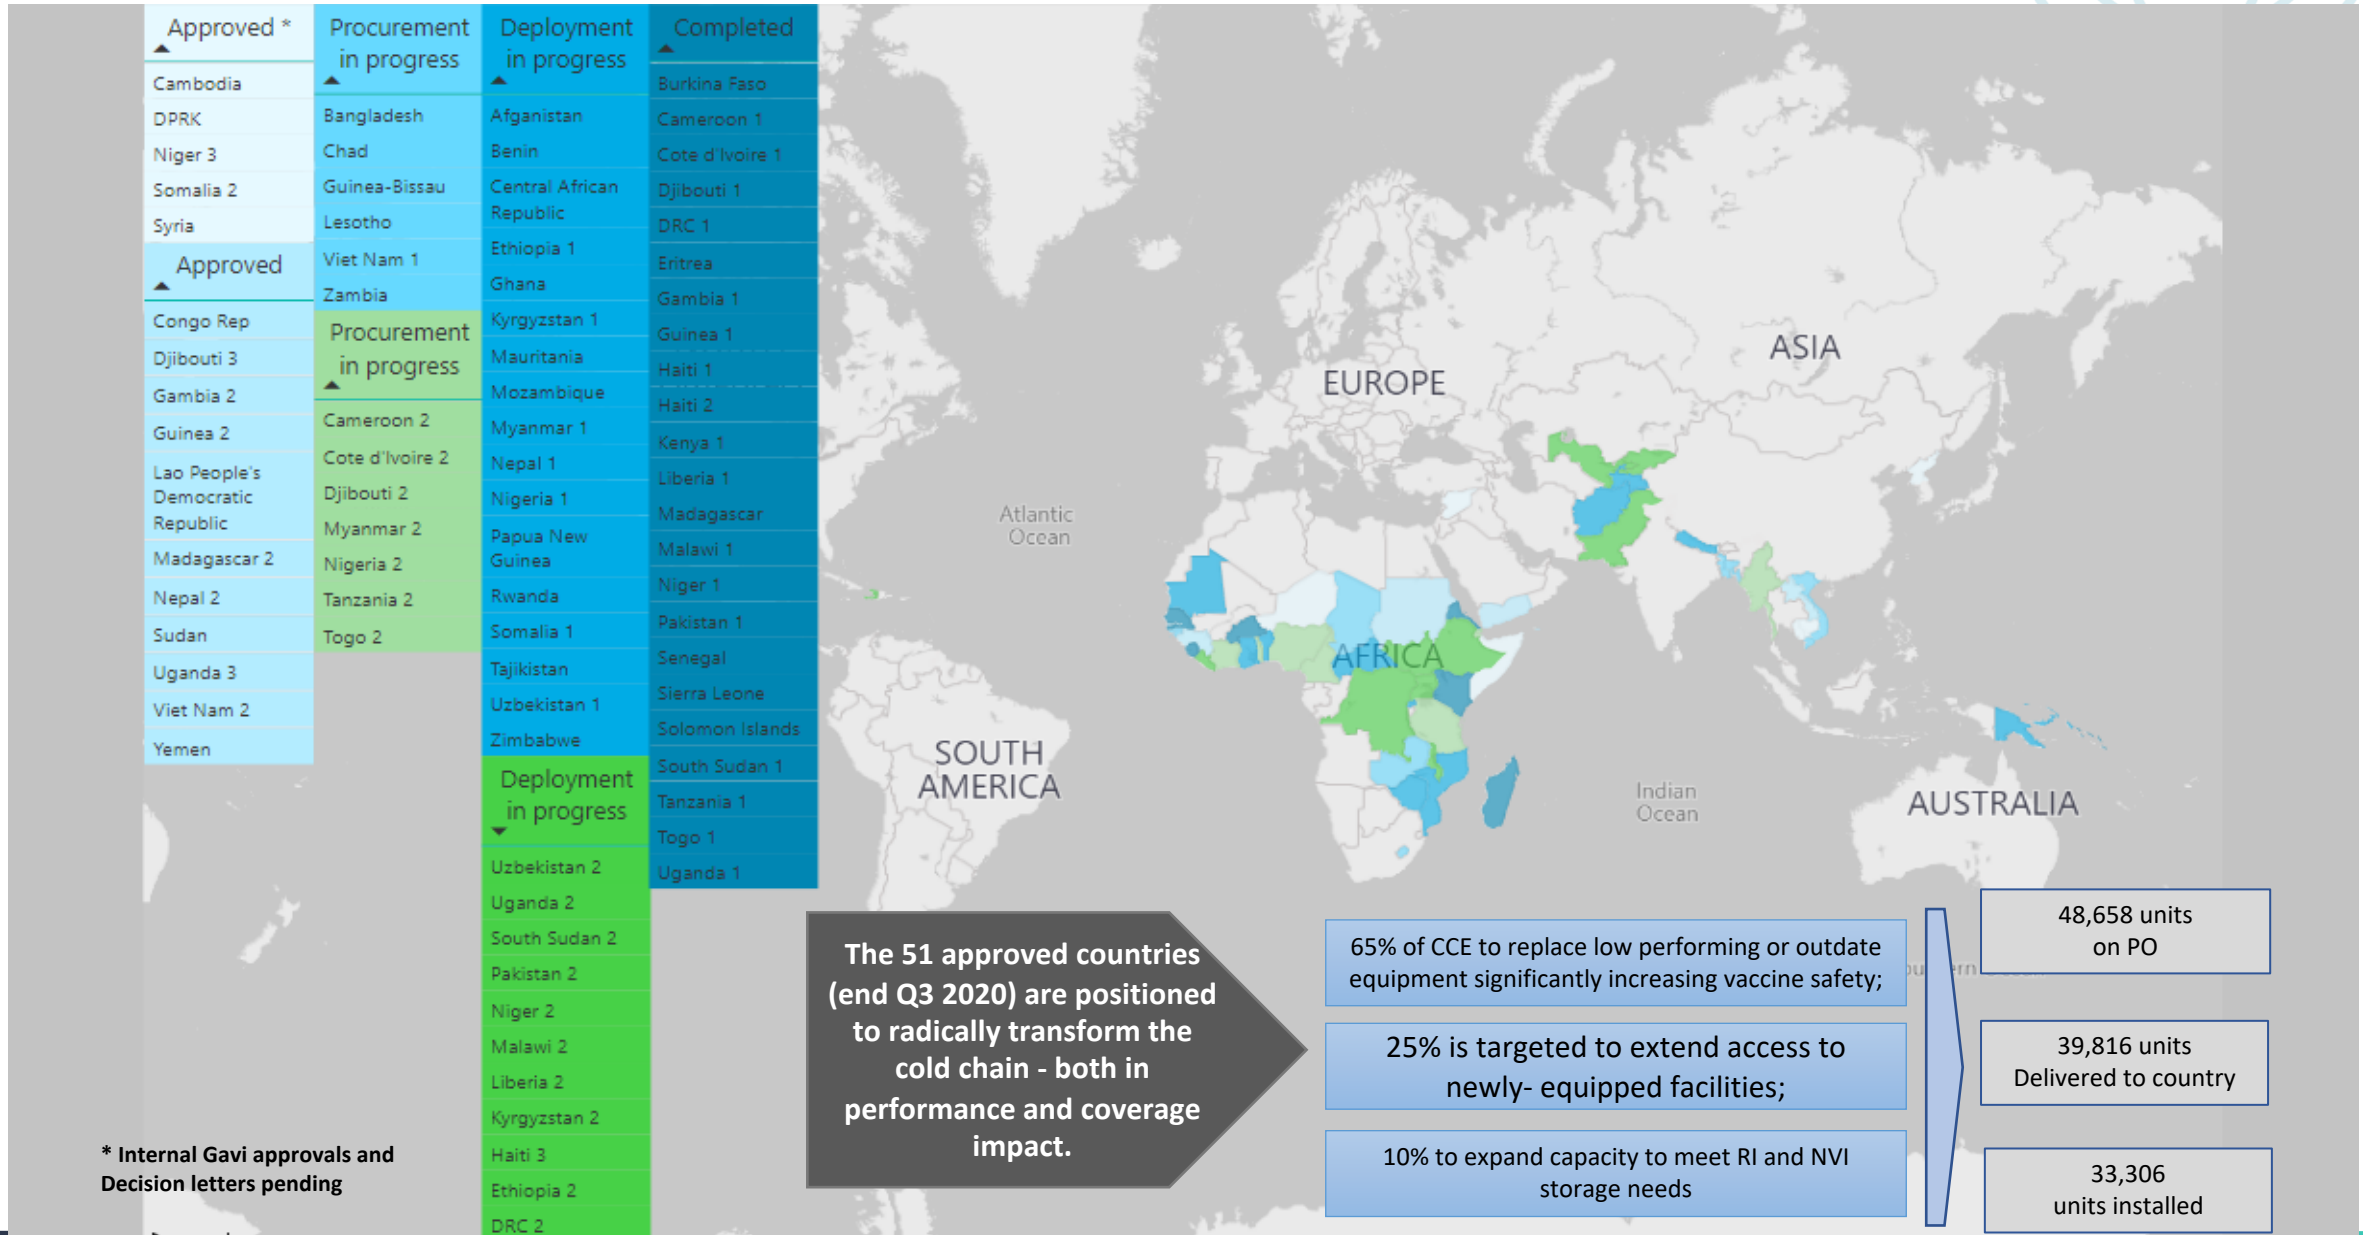 Approved *
Cambodia
DPRK
Niger 3
Somalia 2
Syria
Approved
Congo Rep
Djibouti 3
Gambia 2
Guinea 2
Lao People's
Democratic
Republic
Madagascar 2
Nepal 2
Sudan
Uganda 3
Viet Nam 2
Yemen
Procurement
in progress
Bangladesh
Chad
Guinea-Bissau
Lesotho
Viet Nam 1
Zambia
Procurement
in progress
Cameroon 2
Cote d'Ivoire 2
Djibouti 2
Myanmar 2
Nigeria 2
Tanzania 2
Togo 2
Deployment
in progress
Afganistan
Benin
Central African
Republic
Ethiopia 1
Ghana
Kyrgyzstan 1
Mauritania
Mozambique
Myanmar 1
Nepal 1
Nigeria 1
Papua New
Guinea
Rwanda
Somalia 1
Tajikistan
Uzbekistan 1
Zimbabwe
Deployment
in progress
Uzbekistan 2
Uganda 2
South Sudan 2
Pakistan 2
Niger 2
Malawi 2
Liberia 2
Kyrgyzstan 2
Haiti 3
Ethiopia 2
DRC 2
Completed
Burkina Faso
Cameroon 1
Cote d'Ivoire 1
Djibouti 1
DRC 1
Eritrea
Gambia 1
Guinea 1
Haiti 1
Haiti 2
Kenya 1
Liberia 1
Madagascar
Malawi 1
Niger 1
Pakistan 1
Senegal
Sierra Leone
Solomon Islands
South Sudan 1
Tanzania 1
Togo 1
Uganda 1
ASIA
EUROPE
Atlantic
Ocean
AFRICA
SOUTH
AMERICA
Indian
Ocean
AUSTRALIA
The 51 approved countries
(end Q3 2020) are positioned
to radically transform the
cold chain - both in
performance and coverage
impact.
65% of CCE to replace low performing or outdate
equipment significantly increasing vaccine safety;
25% is targeted to extend access to
newly- equipped facilities;
10% to expand capacity to meet RI and NVI
storage needs
48,658 units
on PO
39,816 units
Delivered to country
33,306
units installed
* Internal Gavi approvals and
Decision letters pending